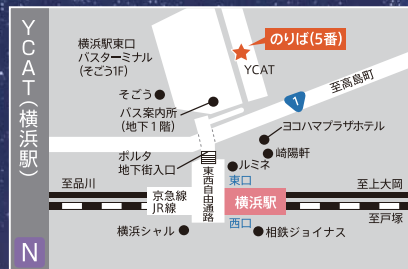 YCAT(横浜駅)
N
横浜駅東口
バスターミナル
(そごう1F)
のりば(5番)
YCAT
至高島町
そごう
1
バス案内所
(地下1階)
ヨコハマプラザホテル
崎陽軒
ポルタ
地下街入口
ルミネ
至品川
東口
至上大岡
京急線
JR線
東西自由通路
横浜駅
西口
至戸塚
横浜シャル
相鉄ジョイナス